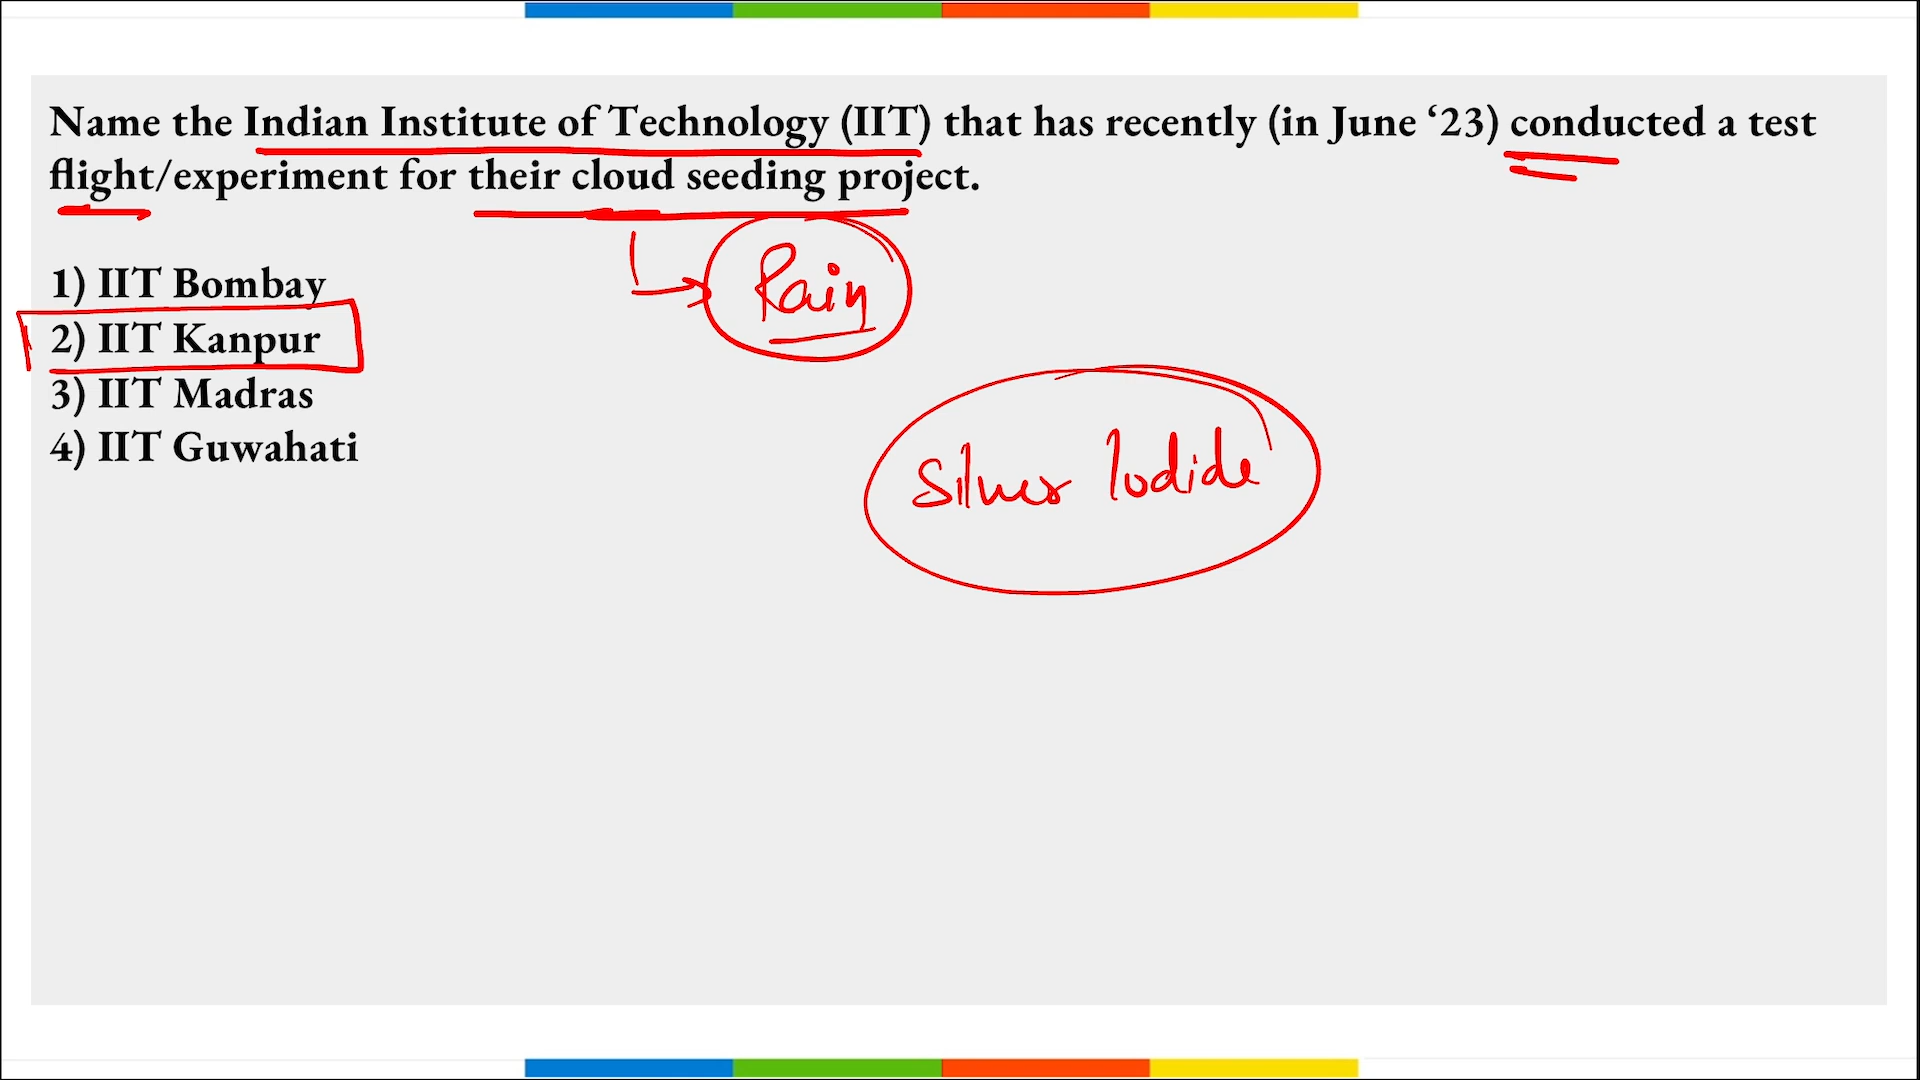 Name the Indian Institute of Technology (IIT) that has recently (in June ‘23) conducted a test
flight/experiment for their cloud seeding project.
1) IIT Bombay
2) IIT Kanpur
3) IIT Madras
4) IIT Guwahati
Rain
Silver Iodide